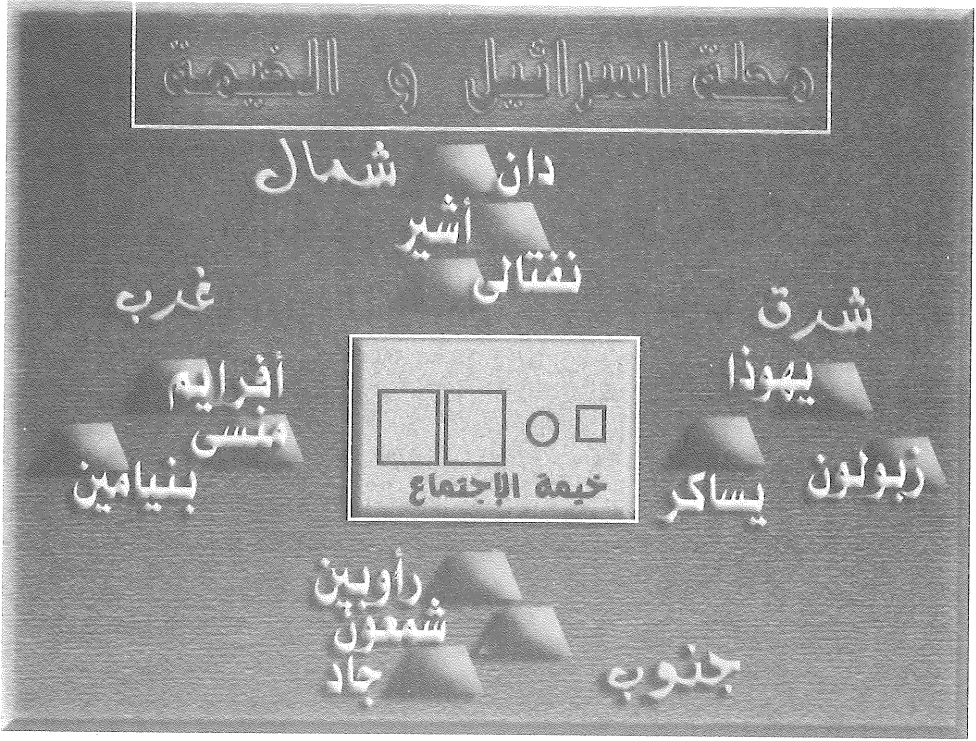 محلة اسرائيل و الخيمة
شمال
دان
أشير
نفتالى
شرق
غرب
يهوذا
زبولون
يساكر
أفرايم
منسى
بنيامين
خيمة الإجتماع
رأوبين
شمعون
جاد
جنوب